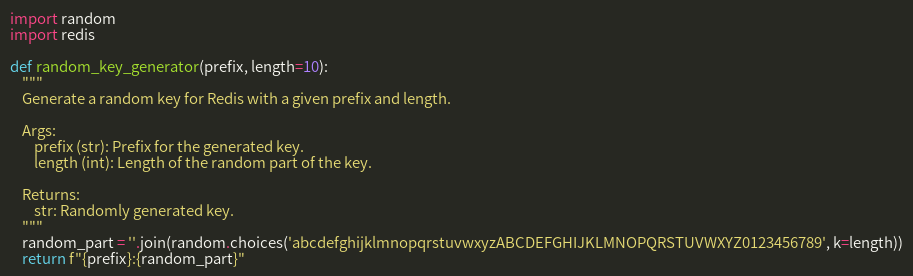 import random
import redis

def random_key_generator(prefix, length=10):
    """
    Generate a random key for Redis with a given prefix and length.

    Args:
        prefix (str): Prefix for the generated key.
        length (int): Length of the random part of the key.

    Returns:
        str: Randomly generated key.
    """
    random_part = ''.join(random.choices('abcdefghijklmnopqrstuvwxyzABCDEFGHIJKLMNOPQRSTUVWXYZ0123456789', k=length))
    return f"{prefix}:{random_part}"